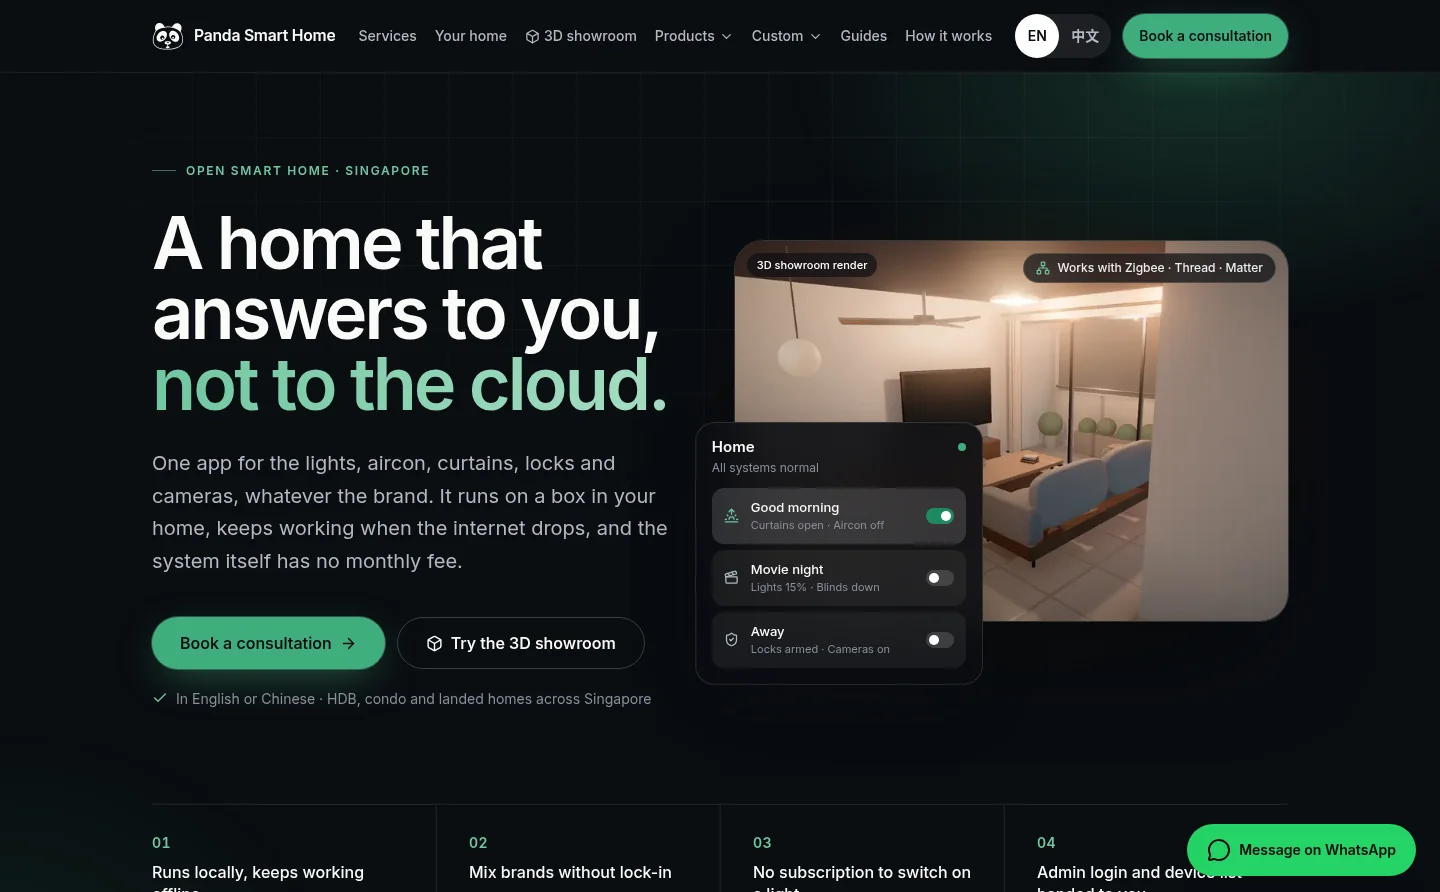 Panda Smart Home
Services
Your home
3D showroom
Products
Custom
Guides
How it works
EN
中文
Book a consultation
OPEN SMART HOME · SINGAPORE
A home that
answers to you,
not to the cloud.
One app for the lights, aircon, curtains, locks and
cameras, whatever the brand. It runs on a box in your
home, keeps working when the internet drops, and the
system itself has no monthly fee.
Book a consultation
Try the 3D showroom
In English or Chinese · HDB, condo and landed homes across Singapore
3D showroom render
Works with Zigbee · Thread · Matter
Home
All systems normal
Good morning
Curtains open · Aircon off
Movie night
Lights 15% · Blinds down
Away
Locks armed · Cameras on
01
Runs locally, keeps working
02
Mix brands without lock-in
03
No subscription to switch on
04
Admin login and device list
Message on WhatsApp